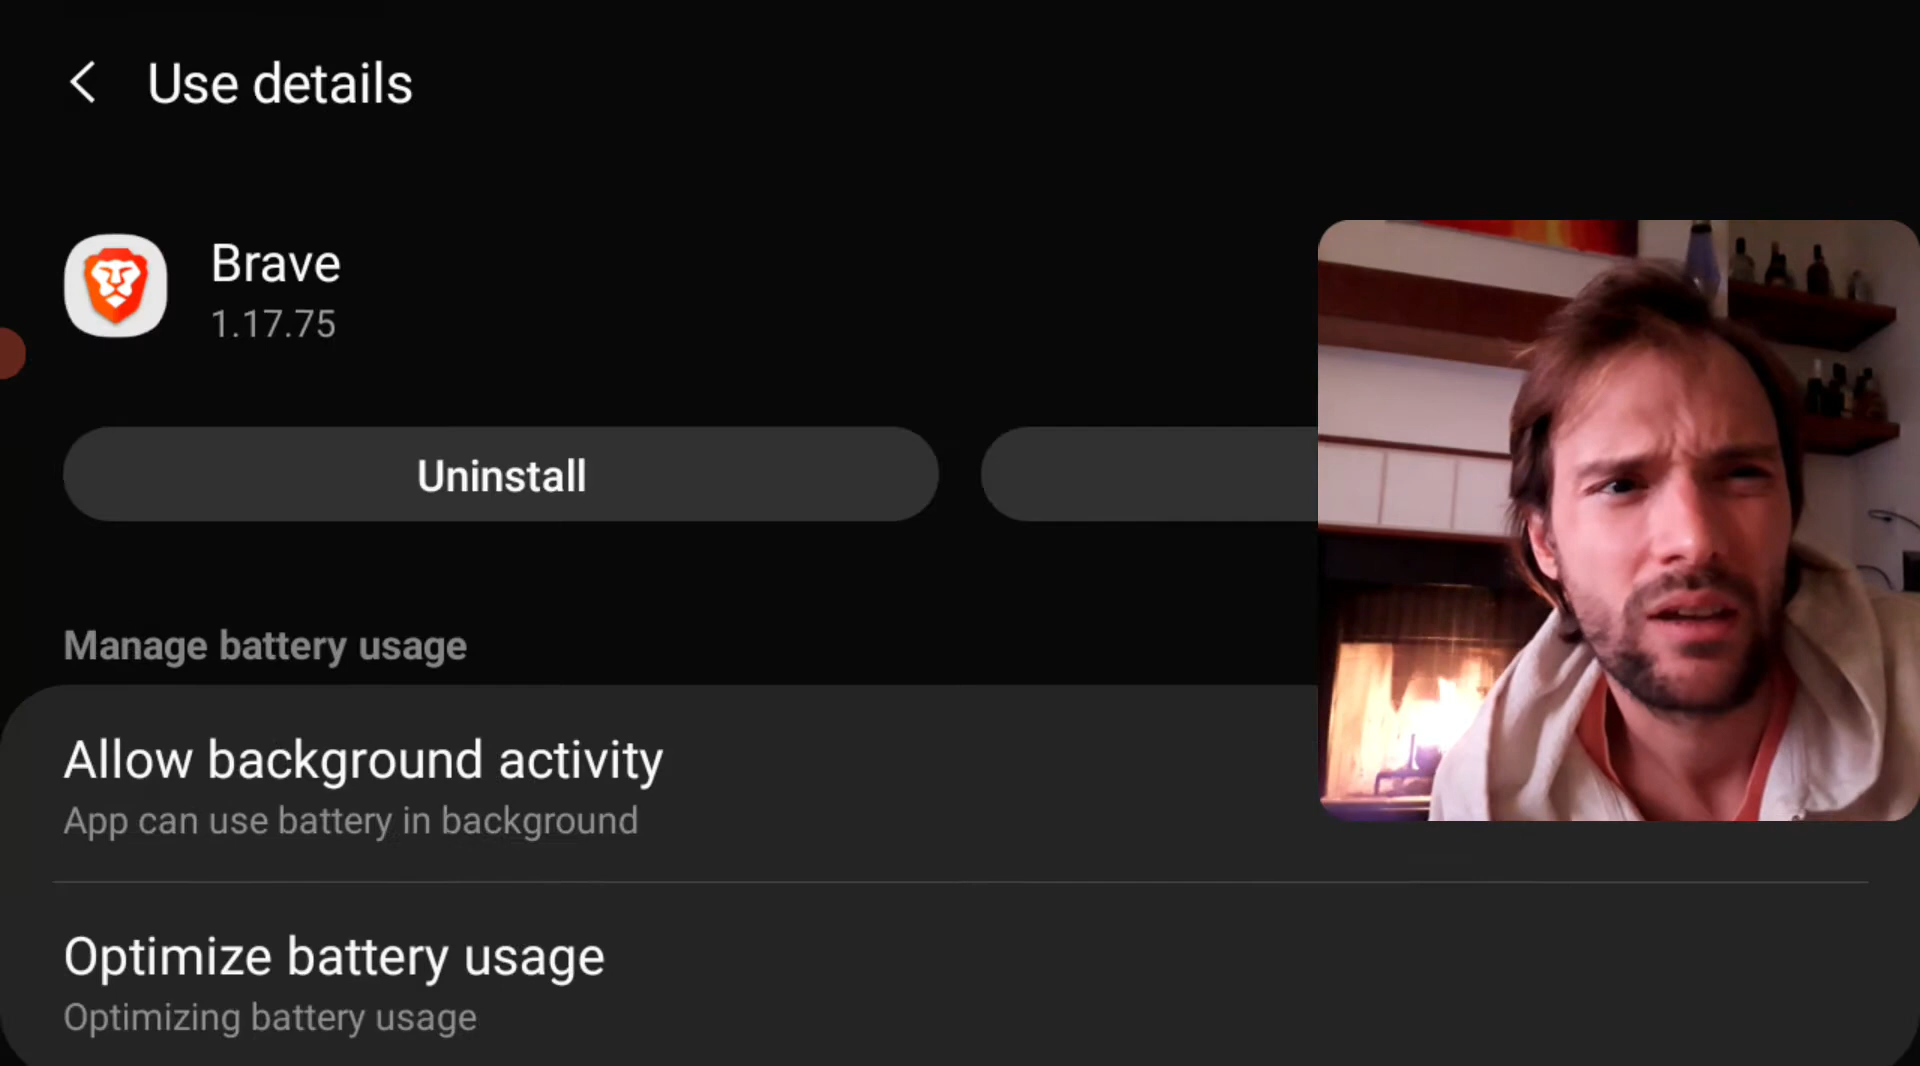 Use details
Brave
1.17.75
Uninstall
Manage battery usage
Allow background activity
App can use battery in background
Optimize battery usage
Optimizing battery usage